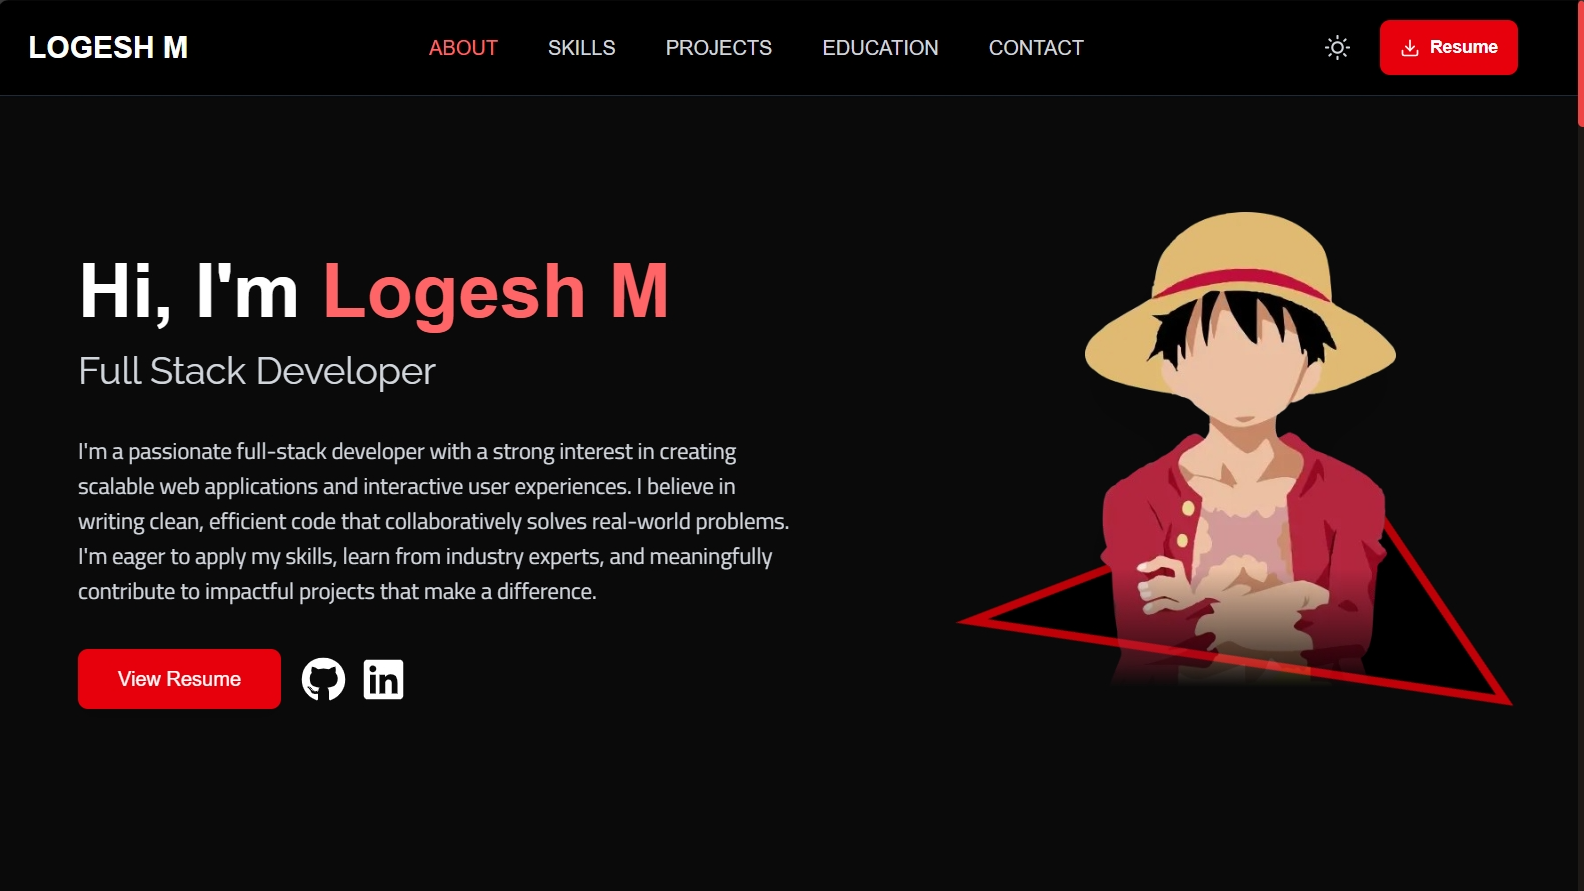 LOGESH M
ABOUT SKILLS PROJECTS EDUCATION CONTACT
Resume
Hi, I'm Logesh M
Full Stack Developer
I'm a passionate full-stack developer with a strong interest in creating
scalable web applications and interactive user experiences. I believe in
writing clean, efficient code that collaboratively solves real-world problems.
I'm eager to apply my skills, learn from industry experts, and meaningfully
contribute to impactful projects that make a difference.
View Resume
in